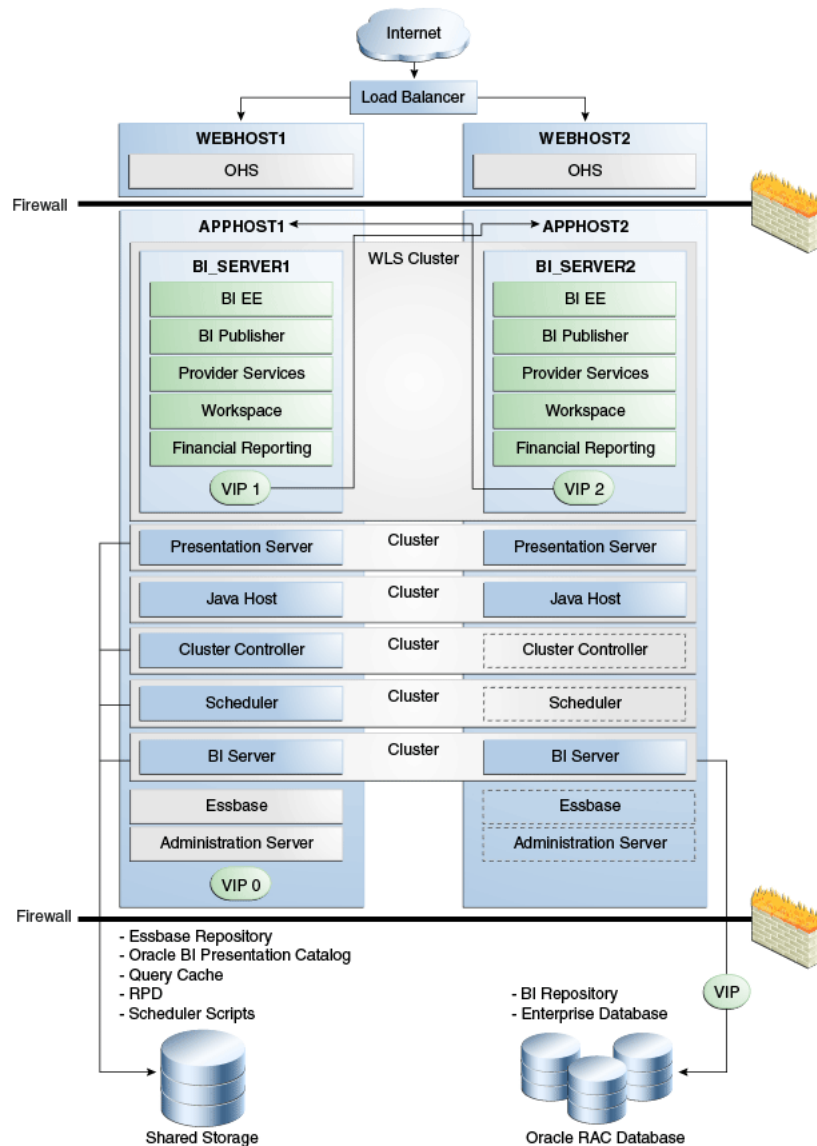 Internet
Load Balancer
WEBHOST1
OHS
WEBHOST2
OHS
Firewall
APPHOST1
APPHOST2
WLS Cluster
BI_SERVER1
BI EE
BI Publisher
Provider Services
Workspace
Financial Reporting
VIP 1
BI_SERVER2
BI EE
BI Publisher
Provider Services
Workspace
Financial Reporting
VIP 2
Presentation Server
Cluster
Presentation Server
Java Host
Cluster
Java Host
Cluster Controller
Cluster
Cluster Controller
Scheduler
Cluster
Scheduler
BI Server
Cluster
BI Server
Essbase
Essbase
Administration Server
Administration Server
VIP 0
Firewall
- Essbase Repository
- Oracle BI Presentation Catalog
- Query Cache
- RPD
- Scheduler Scripts
Shared Storage
VIP
- BI Repository
- Enterprise Database
Oracle RAC Database